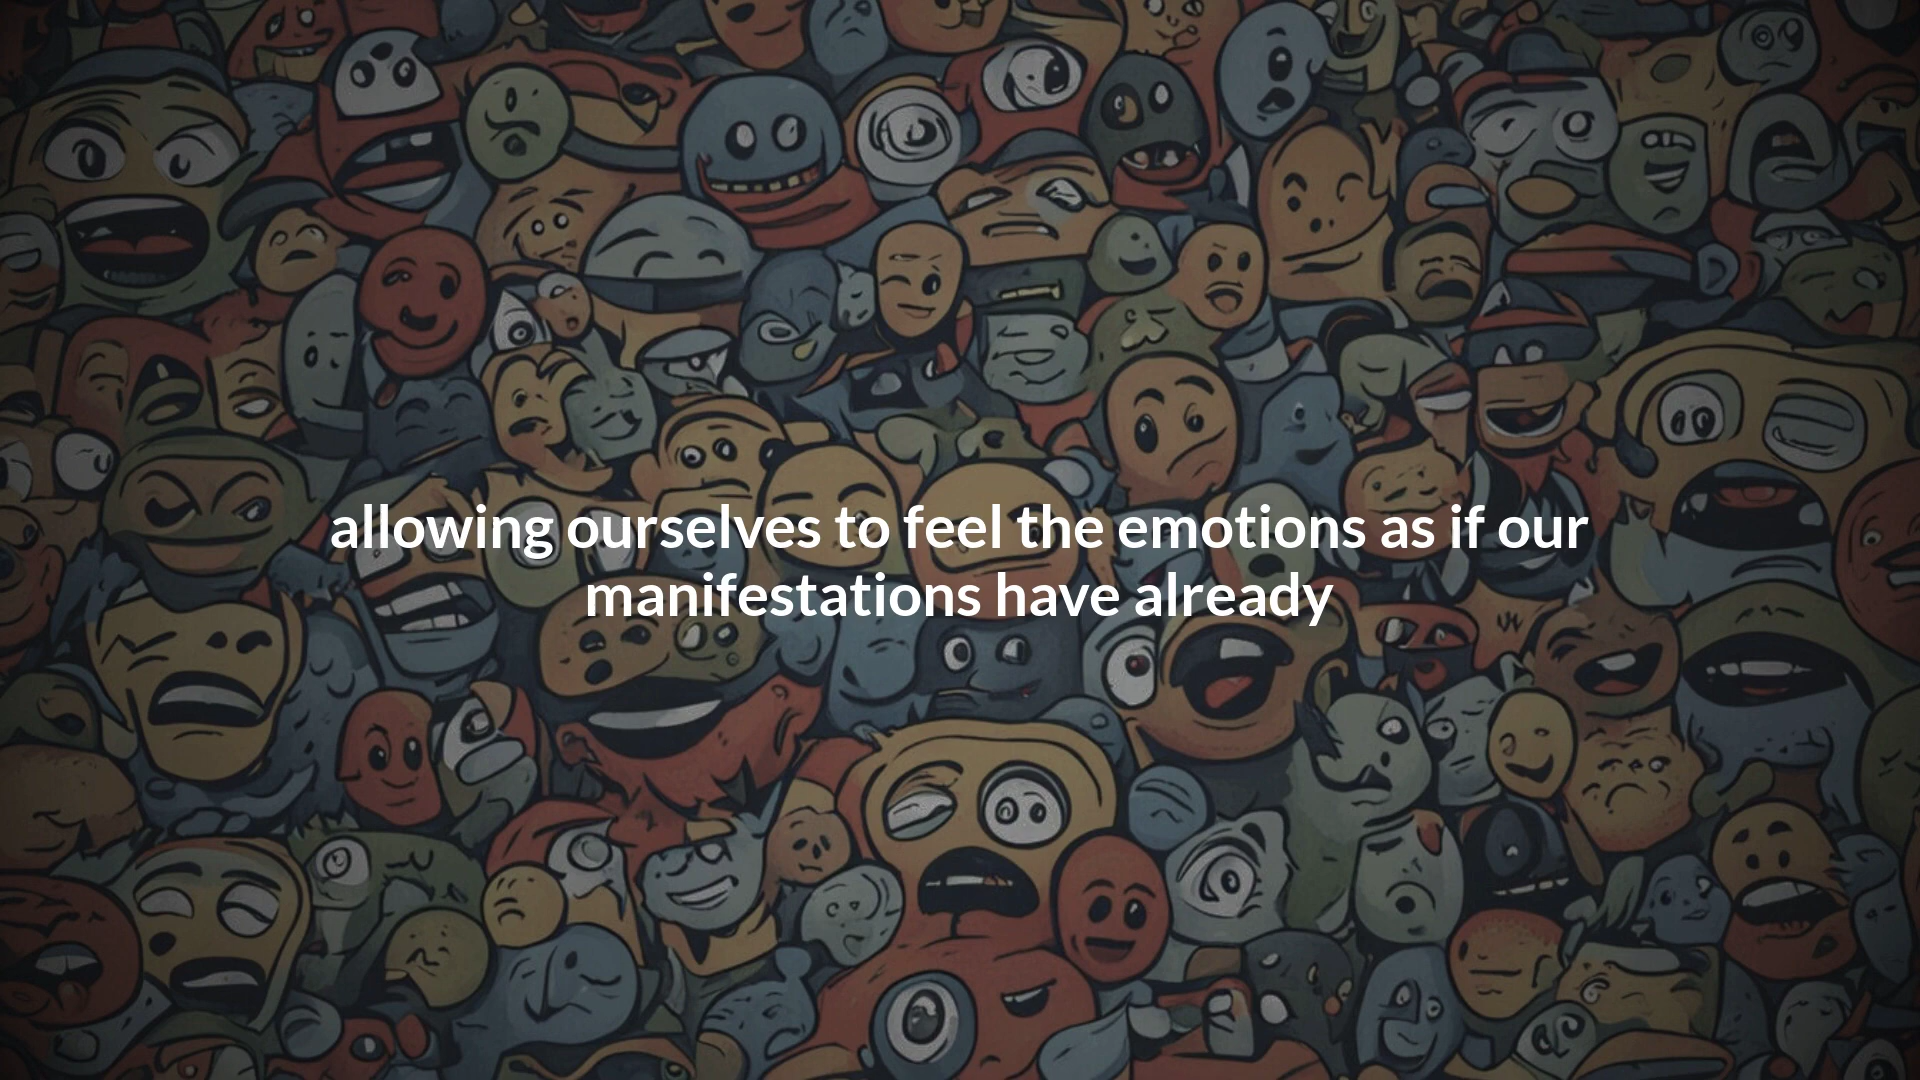 allowing ourselves to feel the emotions as if our
manifestations have already